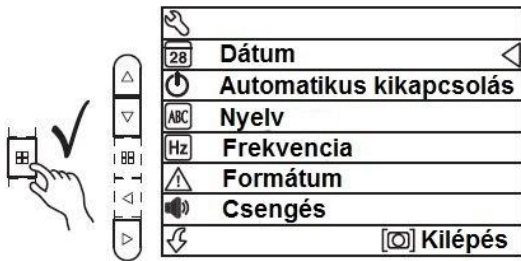 28 Dátum
Automatikus kikapcsolás
ABC Nyelv
Hz Frekvencia
Formátum
Csengés
Kilépés